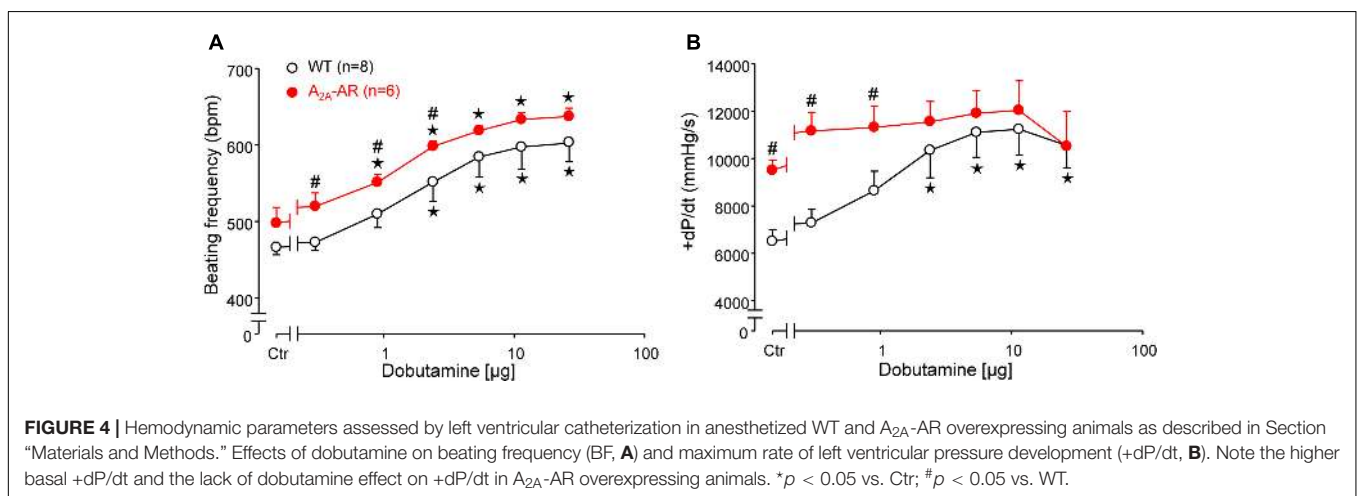 A
WT (n=8)
A2A-AR (n=6)
Beating frequency (bpm)
700
600
500
400
0
# # # ★ ★ ★ ★ ★
★ ★ ★ ★
Ctr 1 10 100
Dobutamine [µg]
B
+dP/dt (mmHg/s)
14000
12000
10000
8000
6000
4000
0
# # #
★ ★ ★ ★
Ctr 1 10 100
Dobutamine [µg]
FIGURE 4 | Hemodynamic parameters assessed by left ventricular catheterization in anesthetized WT and A2A-AR overexpressing animals as described in Section
“Materials and Methods.” Effects of dobutamine on beating frequency (BF, A) and maximum rate of left ventricular pressure development (+dP/dt, B). Note the higher
basal +dP/dt and the lack of dobutamine effect on +dP/dt in A2A-AR overexpressing animals. *p < 0.05 vs. Ctr; #p < 0.05 vs. WT.